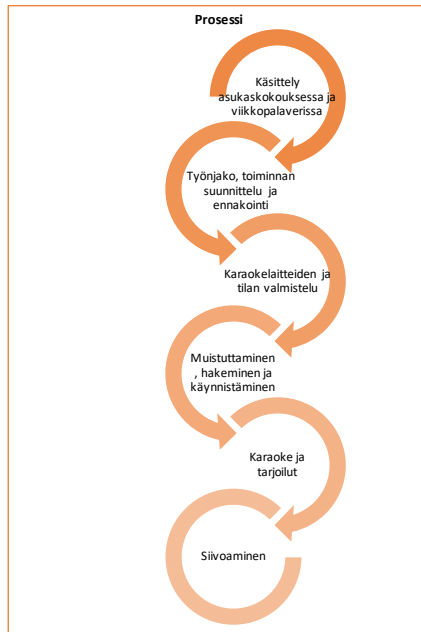 Prosessi
Käsittely
asukaskokouksessa ja
viikkopalaverissa
Työnjako, toiminnan
suunnittelu ja
ennakointi
Karaokelaitteiden ja
tilan valmistelu
Muistuttaminen
, hakeminen ja
käynnistäminen
Karaoke ja
tarjoilut
Siivoaminen